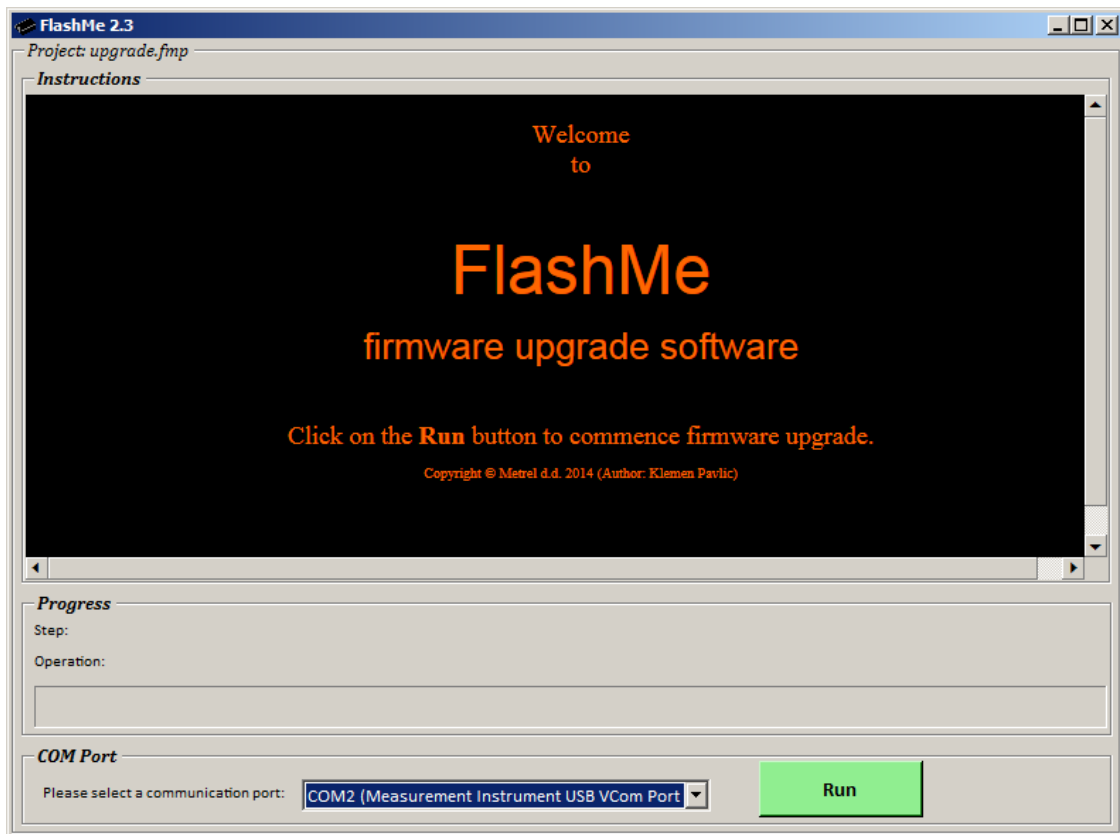 FlashMe 2.3
Project: upgrade.fmp
Instructions
Welcome
to
FlashMe
firmware upgrade software
Click on the Run button to commence firmware upgrade.
Copyright © Metrel d.d. 2014 (Author: Klemen Pavlic)
Progress
Step:
Operation:
COM Port
Please select a communication port:
COM2 (Measurement Instrument USB VCom Port
Run